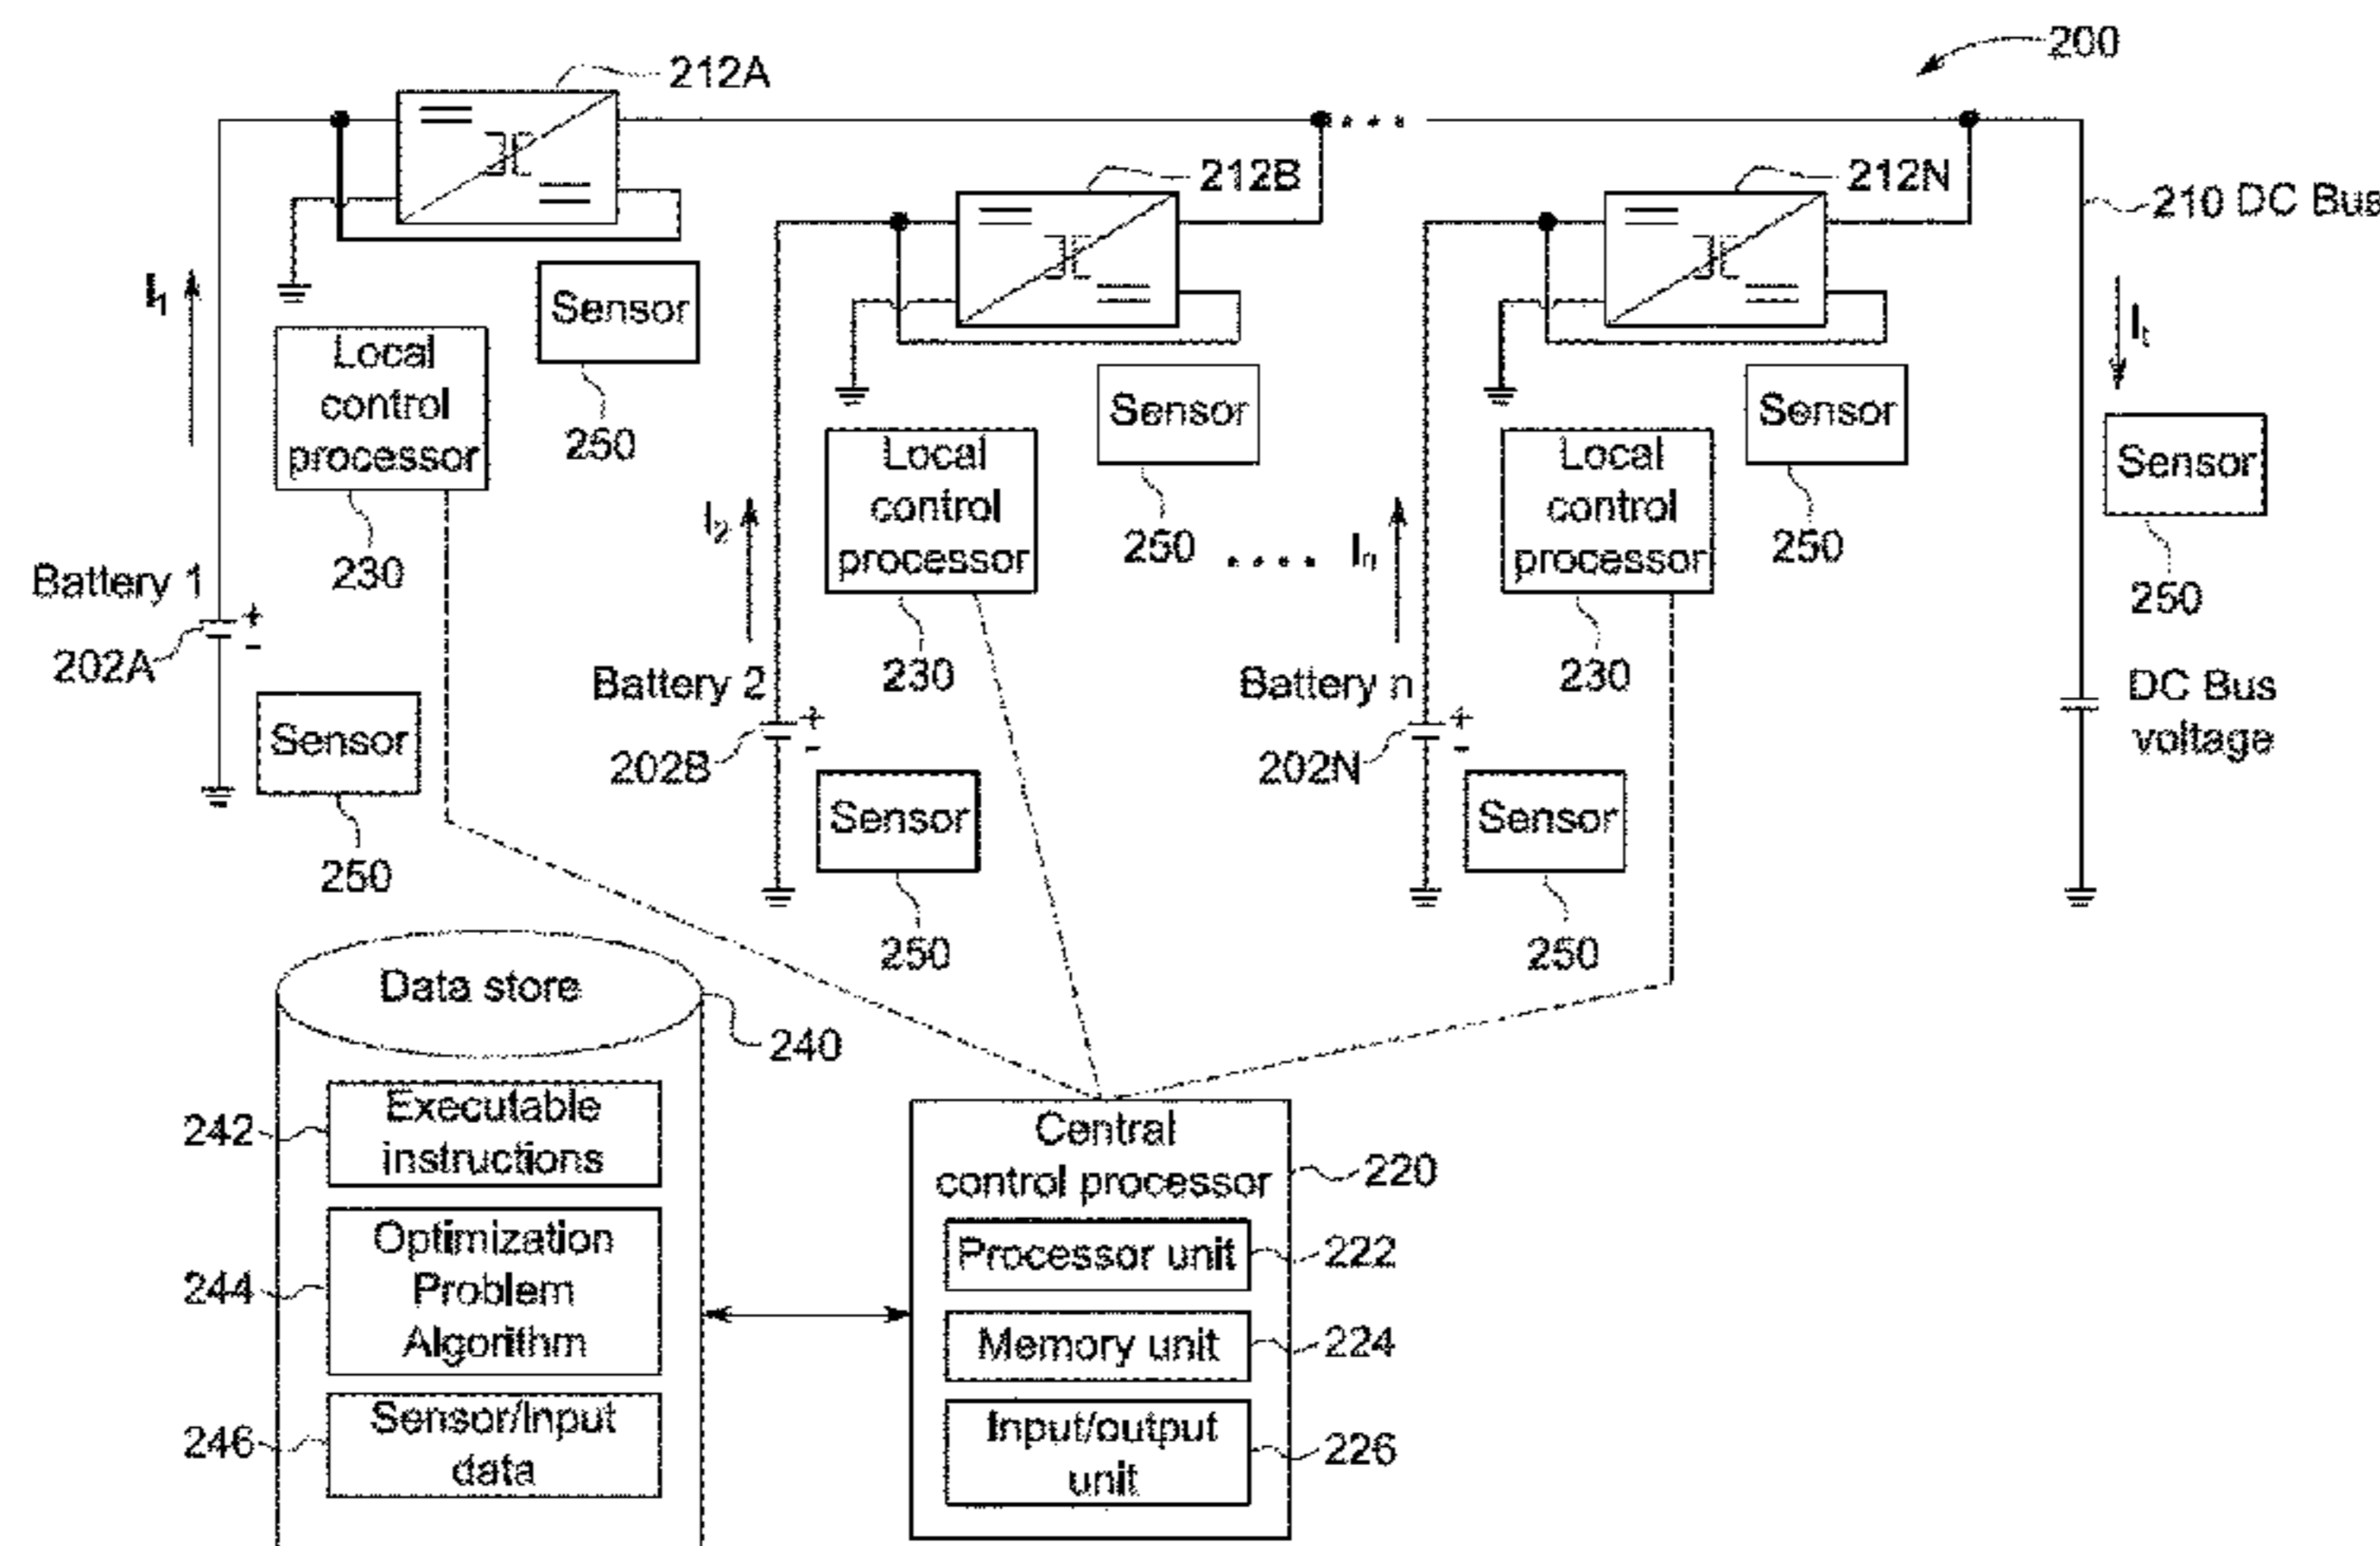 200
212A
212B
212N
210 DC Bus
I1
Sensor
250
Local
control
processor
230
Battery 1
202A
+
-
Sensor
250
I2
Sensor
250
Local
control
processor
230
Battery 2
202B
+
-
Sensor
250
In
Sensor
250
Local
control
processor
230
Battery n
202N
+
-
Sensor
250
It
Sensor
250
DC Bus
voltage
Data store
240
Executable
instructions
242
Optimization
Problem
Algorithm
244
Sensor/Input
data
246
Central
control processor
220
Processor unit
222
Memory unit
224
Input/output
unit
226